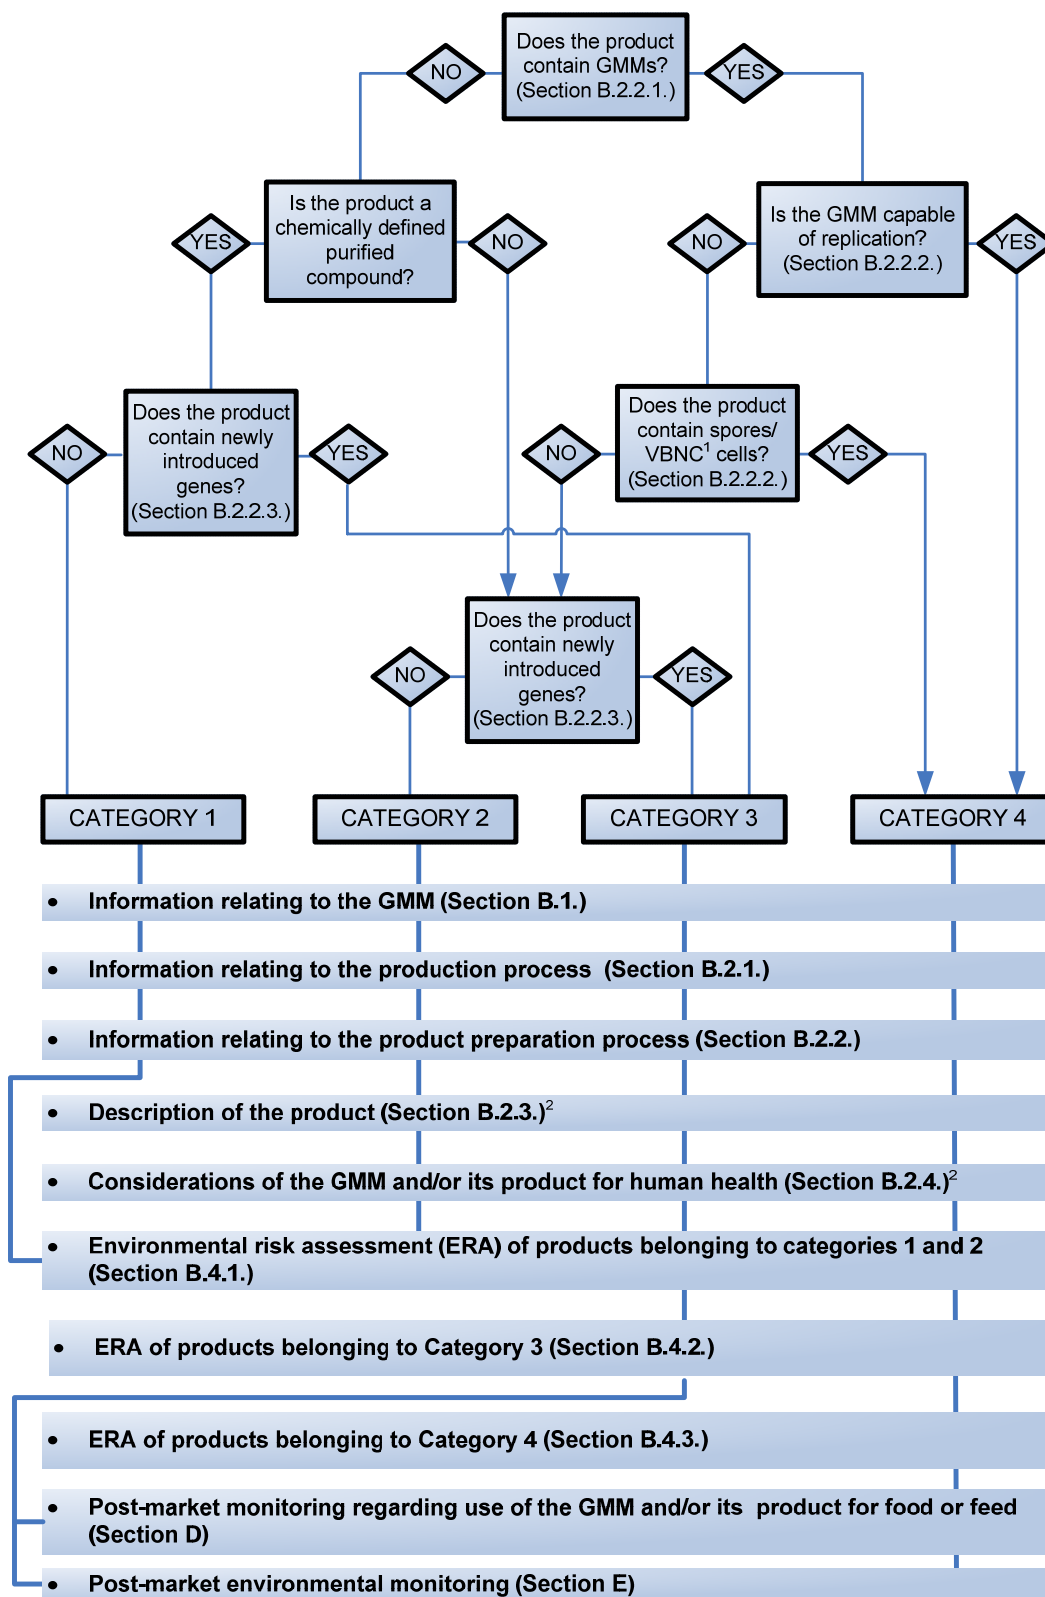 Does the product
contain GMMs?
(Section B.2.2.1.)
NO
YES
Is the product a
chemically defined
purified
compound?
YES
NO
Is the GMM capable
of replication?
(Section B.2.2.2.)
NO
YES
Does the product
contain newly
introduced
genes?
(Section B.2.2.3.)
NO
YES
Does the product
contain spores/
VBNC¹ cells?
(Section B.2.2.2.)
NO
YES
Does the product
contain newly
introduced
genes?
(Section B.2.2.3.)
NO
YES
CATEGORY 1
CATEGORY 2
CATEGORY 3
CATEGORY 4
• Information relating to the GMM (Section B.1.)
• Information relating to the production process (Section B.2.1.)
• Information relating to the product preparation process (Section B.2.2.)
• Description of the product (Section B.2.3.)²
• Considerations of the GMM and/or its product for human health (Section B.2.4.)²
• Environmental risk assessment (ERA) of products belonging to categories 1 and 2
(Section B.4.1.)
• ERA of products belonging to Category 3 (Section B.4.2.)
• ERA of products belonging to Category 4 (Section B.4.3.)
• Post-market monitoring regarding use of the GMM and/or its product for food or feed
(Section D)
• Post-market environmental monitoring (Section E)